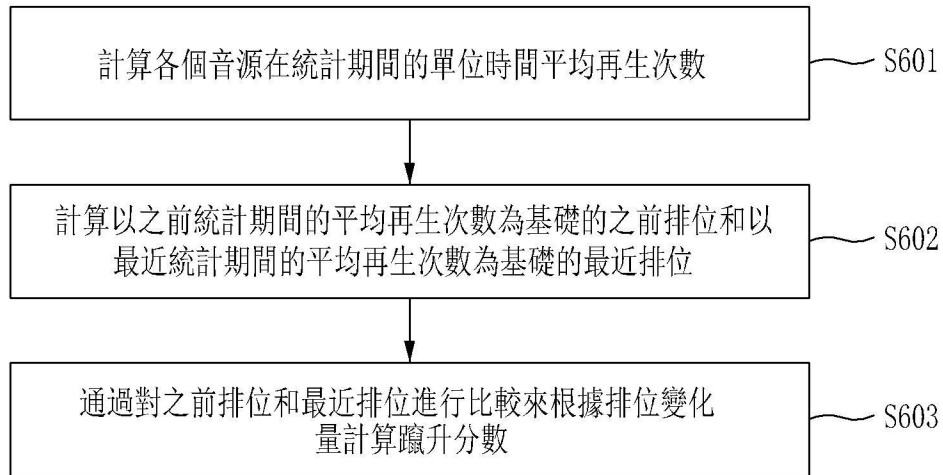 計算各個音源在統計期間的單位時間平均再生次數
S601
計算以之前統計期間的平均再生次數為基礎的之前排位和以
最近統計期間的平均再生次數為基礎的最近排位
S602
通過對之前排位和最近排位進行比較來根據排位變化
量計算躥升分數
S603